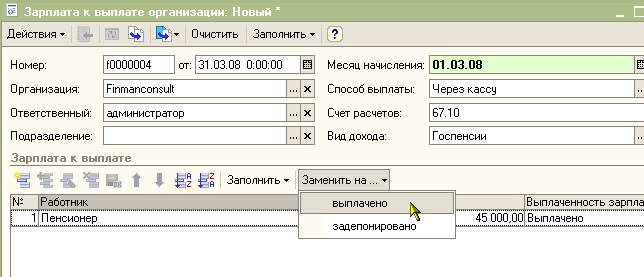 Зарплата к выплате организации: Новый *
Действия Очистить Заполнить ?
Номер: f0000004 от: 31.03.08 0:00:00 Месяц начисления: 01.03.08
Организация: Finmanconsult ... x Способ выплаты: Через кассу
Ответственный: администратор ... x Счет расчетов: 67.10
Подразделение: ... x Вид дохода: Госпенсии
Зарплата к выплате
Заполнить Заменить на ...
№ Работник Выплаченность зарпла
1 Пенсионер 45 000,00 Выплачено
выплачено
задепонировано